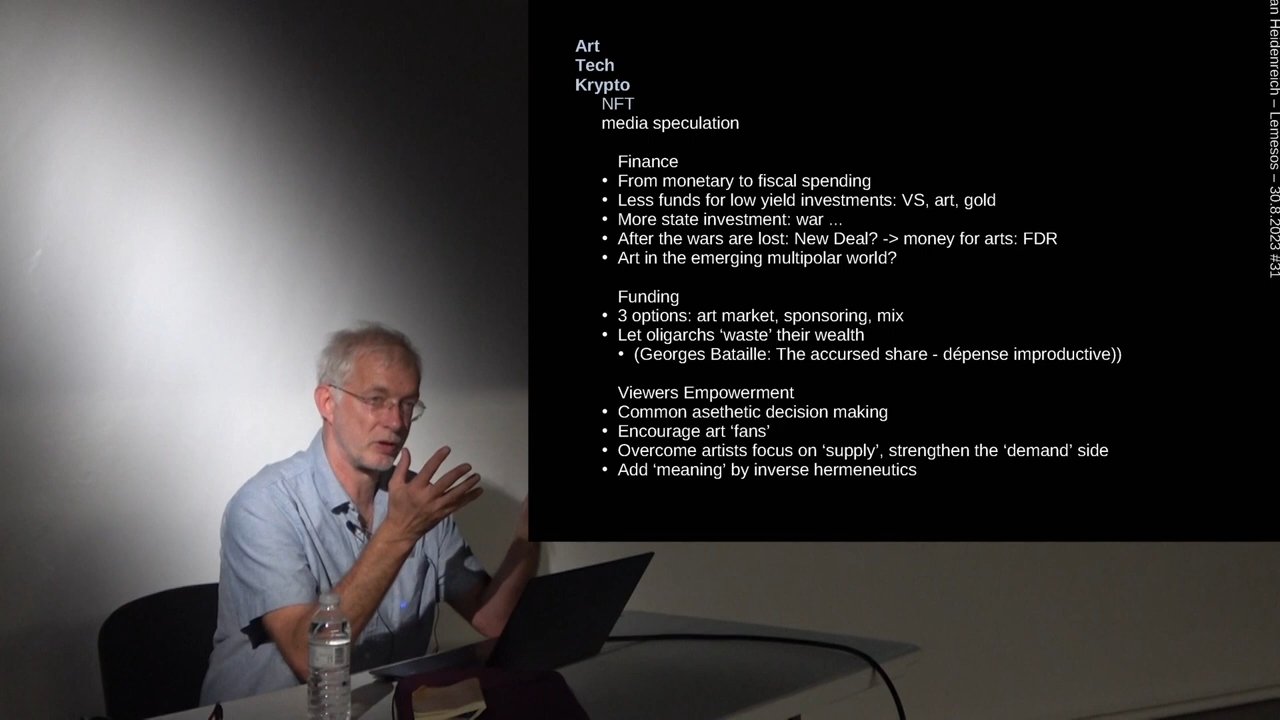 Art
Tech
Krypto
NFT
media speculation
Finance
• From monetary to fiscal spending
• Less funds for low yield investments: VS, art, gold
• More state investment: war ...
• After the wars are lost: New Deal? -> money for arts: FDR
• Art in the emerging multipolar world?
Funding
• 3 options: art market, sponsoring, mix
• Let oligarchs ‘waste’ their wealth
• (Georges Bataille: The accursed share - dépense improductive))
Viewers Empowerment
• Common asethetic decision making
• Encourage art ‘fans’
• Overcome artists focus on ‘supply’, strengthen the ‘demand’ side
• Add ‘meaning’ by inverse hermeneutics
an Heidenreich – Lemesos – 30.8.2023 #31